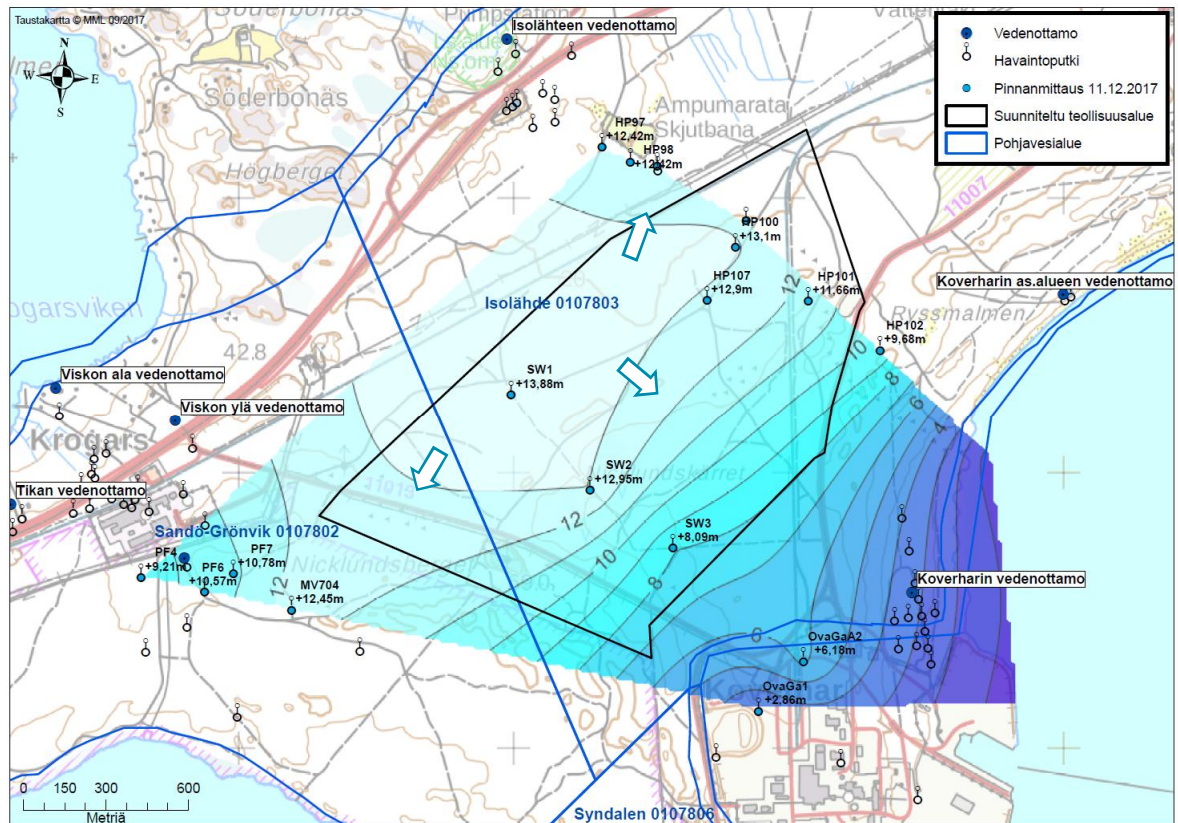 Taustakartta © MML 09/2017
N
W E
S
Söderbonäs
Pumpstation
Isolähteen vedenottamo
Vedenottamo
Havaintoputki
Pinnanmittaus 11.12.2017
Suunniteltu teollisuusalue
Pohjavesialue
Söderbonäs
Ampumarata
Skjutbana
HP97
+12,42m
HP98
+12,42m
Högberget
11007
HP100
+13,1m
HP107
+12,9m
12
HP101
+11,66m
Isolähde 0107803
Koverharin as.alueen vedenottamo
Ryssmalmen
HP102
+9,68m
10
8
6
4
42.8
Viskon ala vedenottamo
SW1
+13,88m
Viskon ylä vedenottamo
Krogars
SW2
+12,95m
11015
Tikan vedenottamo
12
Sandö-Grönvik 0107802
SW3
+8,09m
10
8
PF4
+9,21m
PF6
+10,57m
PF7
+10,78m
12
MV704
+12,45m
Koverharin vedenottamo
6
OvaGaA2
+6,18m
OvaGa1
+2,86m
0 150 300 600
Metriä
Syndalen 0107806